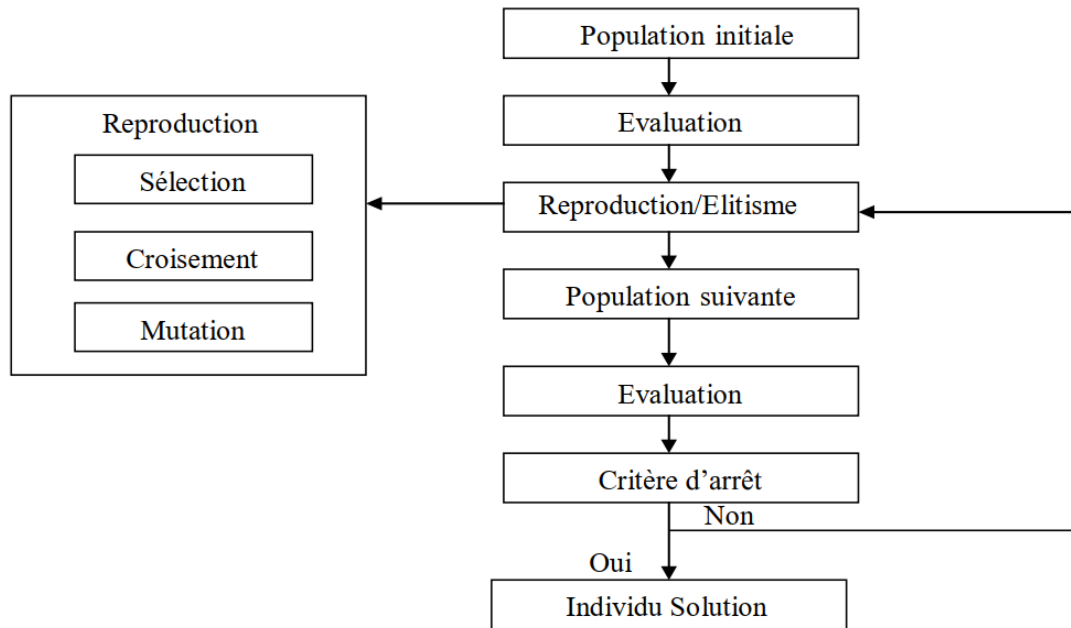 Population initiale
Evaluation
Reproduction/Elitisme
Reproduction
Sélection
Croisement
Mutation
Population suivante
Evaluation
Critère d’arrêt
Non
Oui
Individu Solution